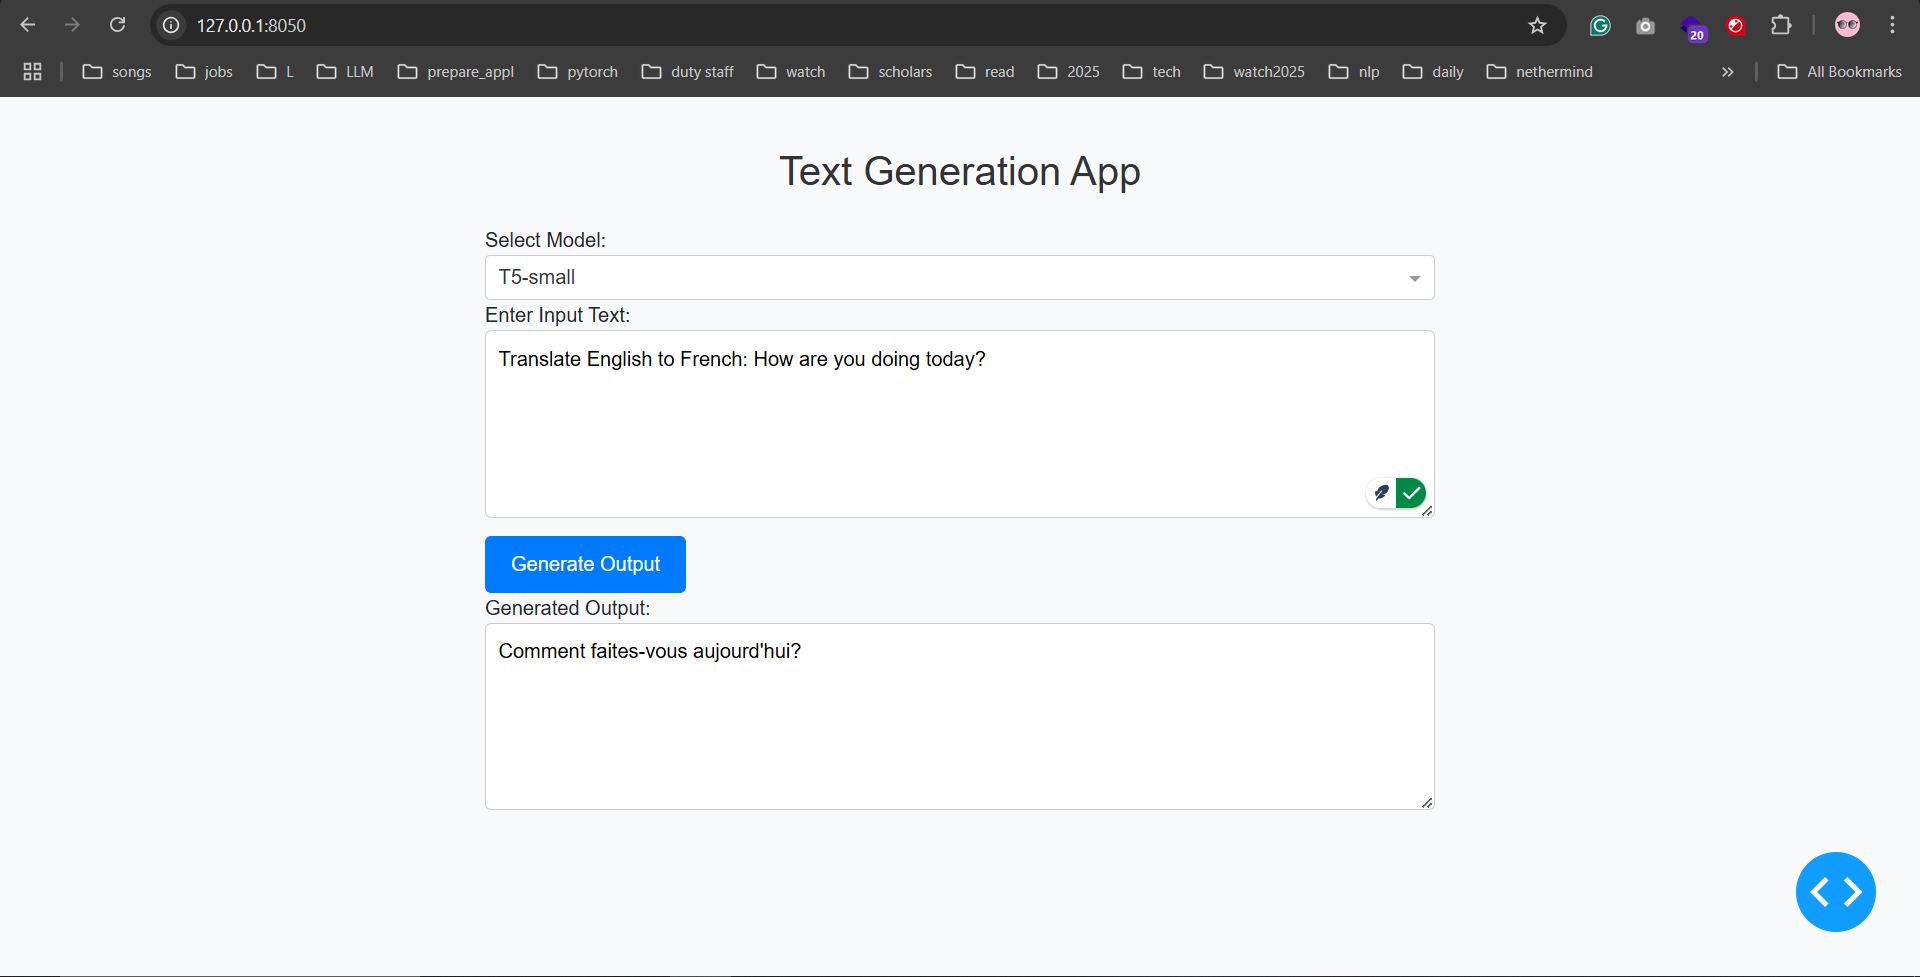 127.0.0.1:8050
20
songs jobs L LLM prepare_appl pytorch duty staff watch scholars read 2025 tech watch2025 nlp daily nethermind All Bookmarks
Text Generation App
Select Model:
T5-small
Enter Input Text:
Translate English to French: How are you doing today?
Generate Output
Generated Output:
Comment faites-vous aujourd'hui?